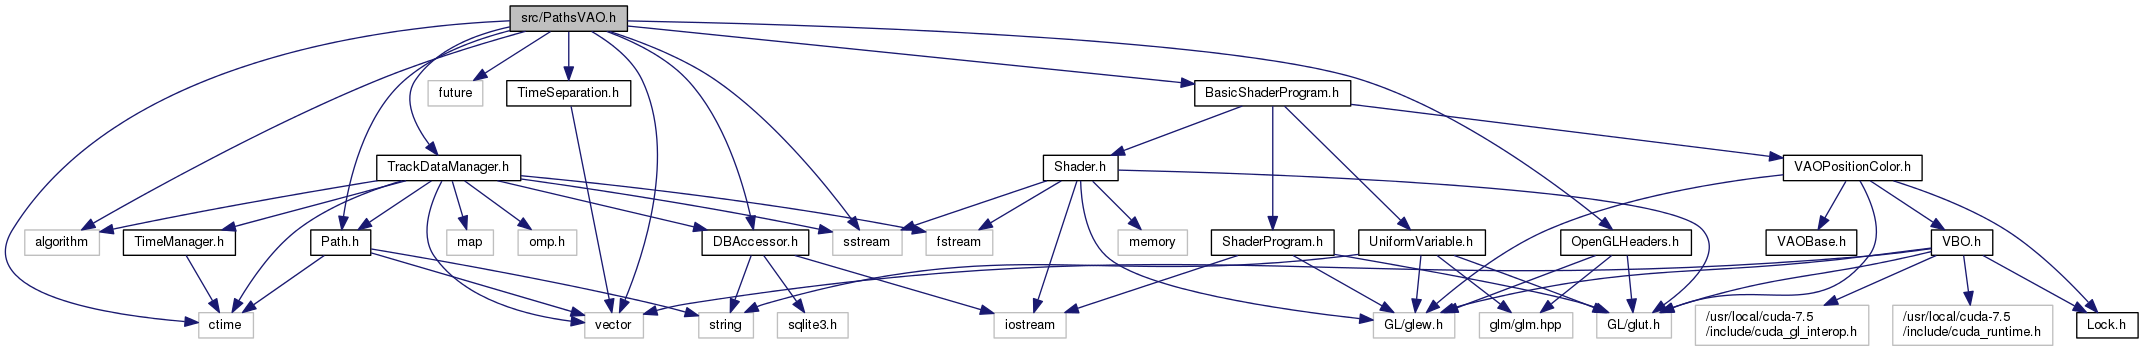 src/PathsVAO.h
future
TimeSeparation.h
BasicShaderProgram.h
TrackDataManager.h
Shader.h
VAOPositionColor.h
algorithm
TimeManager.h
Path.h
map
omp.h
DBAccessor.h
sstream
fstream
memory
ShaderProgram.h
UniformVariable.h
OpenGLHeaders.h
VAOBase.h
VBO.h
ctime
vector
string
sqlite3.h
iostream
GL/glew.h
glm/glm.hpp
GL/glut.h
/usr/local/cuda-7.5
/include/cuda_gl_interop.h
/usr/local/cuda-7.5
/include/cuda_runtime.h
Lock.h